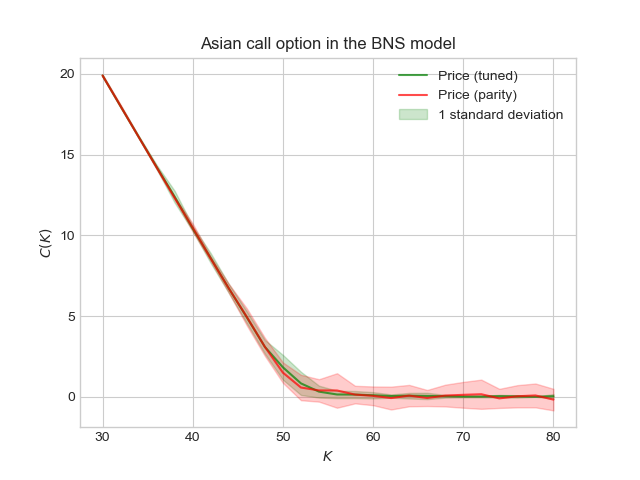 Asian call option in the BNS model
Price (tuned)
Price (parity)
1 standard deviation
20
15
10
5
0
C(K)
30 40 50 60 70 80
K